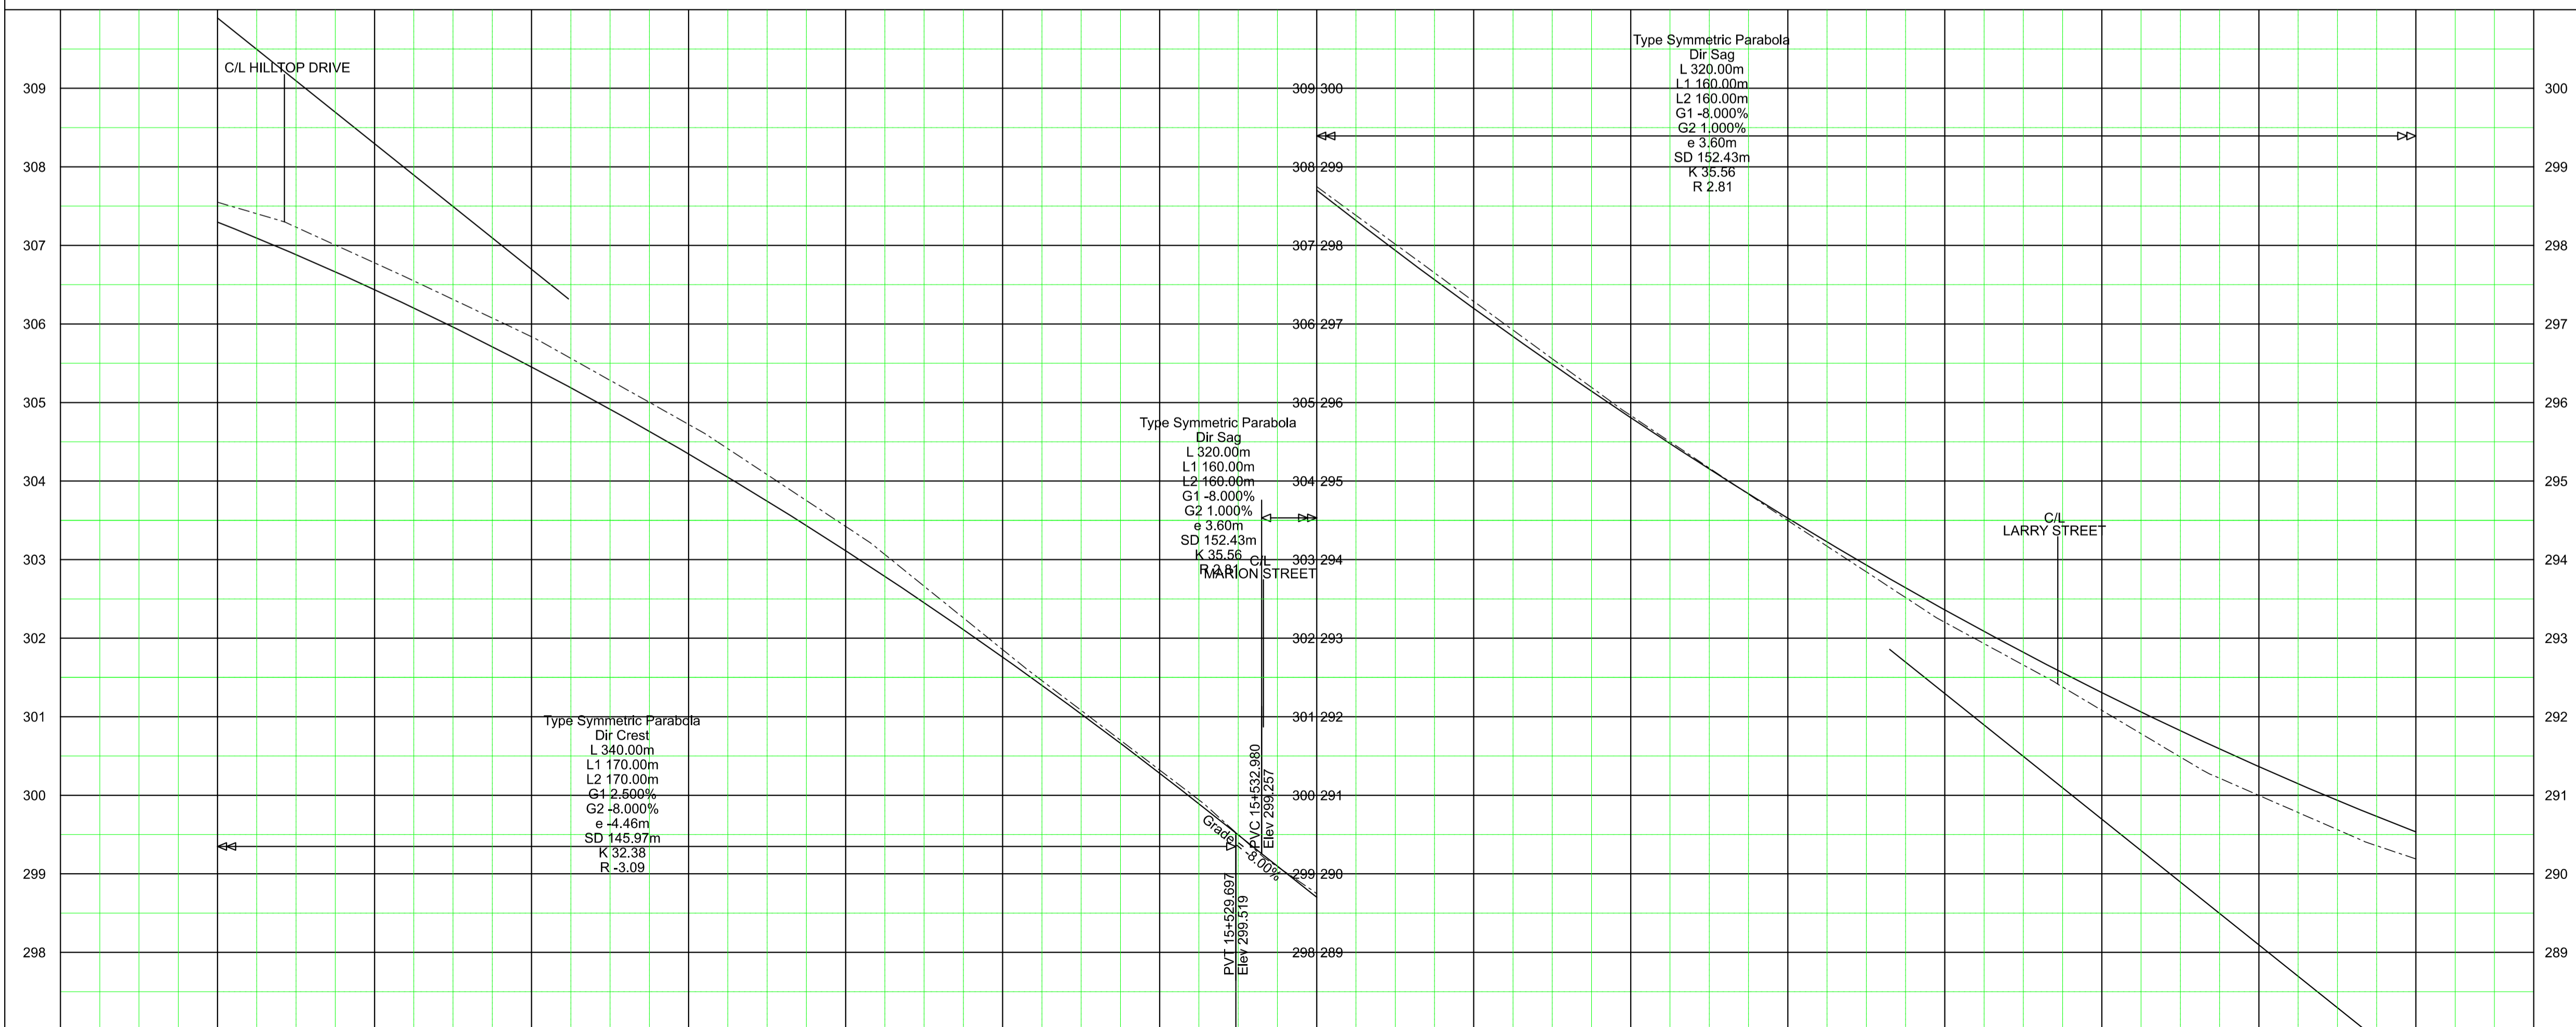 C/L HILLTOP DRIVE
309
308
307
306
305
304
303
302
301
300
299
298
Type Symmetric Parabola
Dir Crest
L 340.00m
L1 170.00m
L2 170.00m
G1 2.500%
G2 -8.000%
e -4.46m
SD 145.97m
K 32.38
R -3.09
Type Symmetric Parabola
Dir Sag
L 320.00m
L1 160.00m
L2 160.00m
G1 -8.000%
G2 1.000%
e 3.60m
SD 152.43m
K 35.56
R 2.81
C/L
MARION STREET
PVC 15+532.980
Elev 299.257
Grade = -8.00%
PVT 15+529.697
Elev 299.519
309 300
308 299
307 298
306 297
305 296
304 295
303 294
302 293
301 292
300 291
299 290
298 289
Type Symmetric Parabola
Dir Sag
L 320.00m
L1 160.00m
L2 160.00m
G1 -8.000%
G2 1.000%
e 3.60m
SD 152.43m
K 35.56
R 2.81
C/L
LARRY STREET
300
299
298
297
296
295
294
293
292
291
290
289